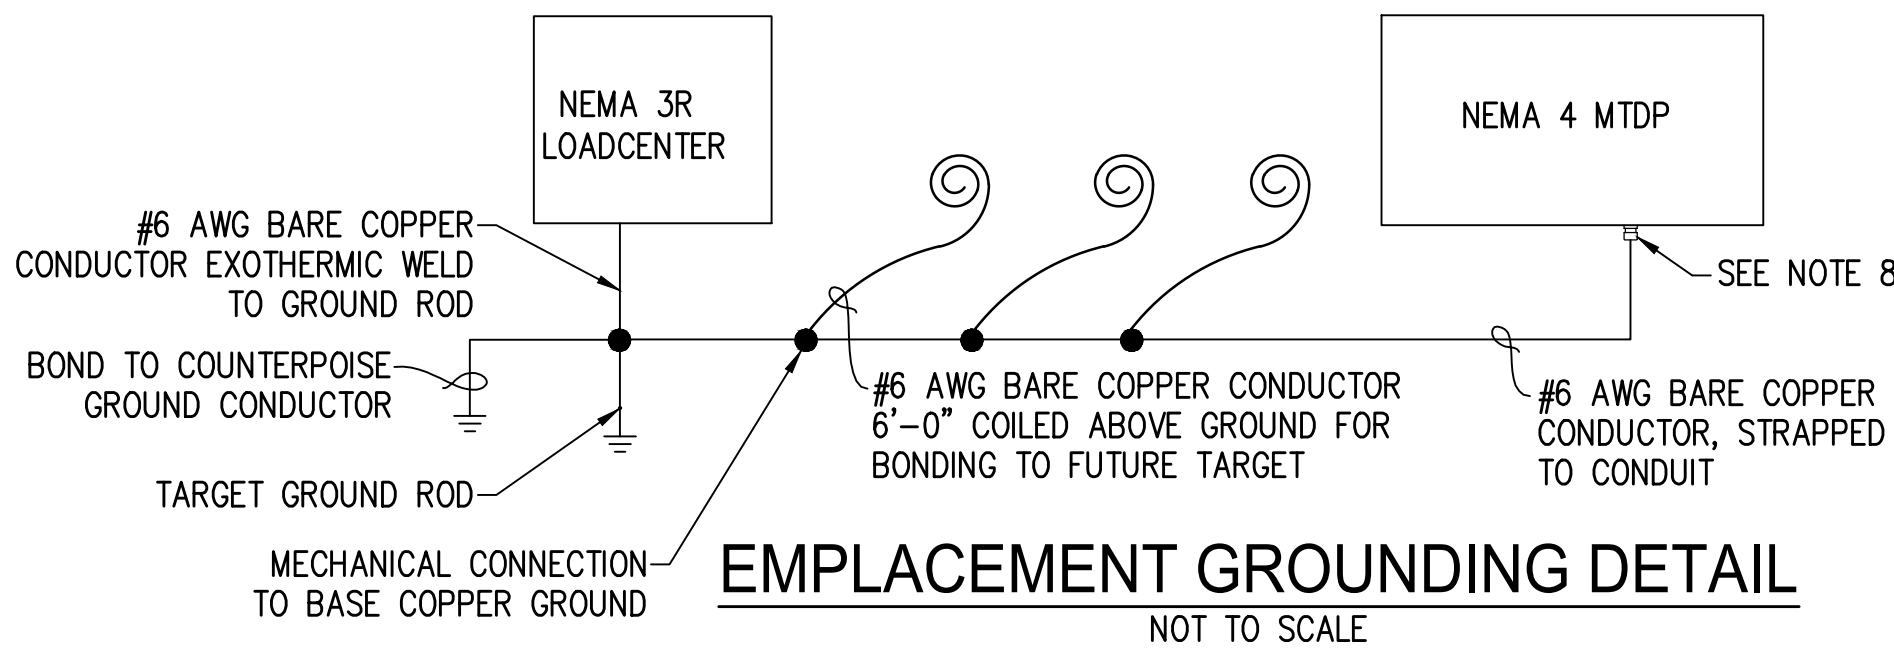 NEMA 3R
LOADCENTER
NEMA 4 MTDP
#6 AWG BARE COPPER
CONDUCTOR EXOTHERMIC WELD
TO GROUND ROD
SEE NOTE 8
BOND TO COUNTERPOISE
GROUND CONDUCTOR
#6 AWG BARE COPPER CONDUCTOR
6'-0" COILED ABOVE GROUND FOR
BONDING TO FUTURE TARGET
#6 AWG BARE COPPER
CONDUCTOR, STRAPPED
TO CONDUIT
TARGET GROUND ROD
MECHANICAL CONNECTION
TO BASE COPPER GROUND
EMPLACEMENT GROUNDING DETAIL
NOT TO SCALE